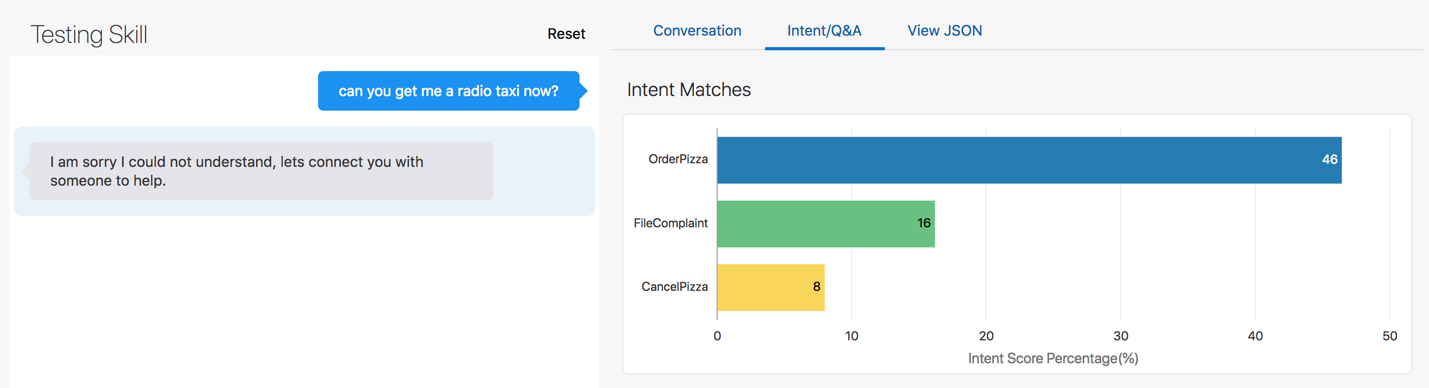 Testing Skill
Reset
can you get me a radio taxi now?
I am sorry I could not understand, lets connect you with
someone to help.
Conversation Intent/Q&A View JSON
Intent Matches
OrderPizza 46
FileComplaint 16
CancelPizza 8
0 10 20 30 40 50
Intent Score Percentage(%)